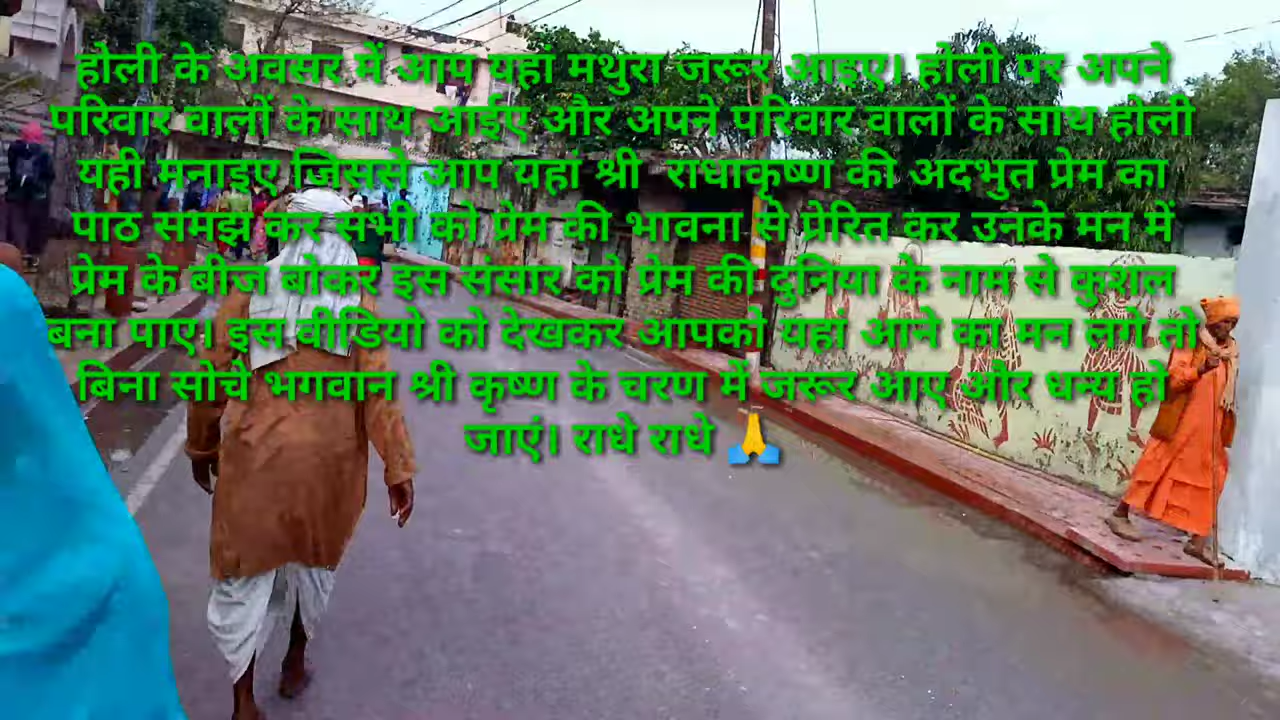 होली के अवसर में आप यहां मथुरा जरूर आइए। होली पर अपने
परिवार वालों के साथ आईए और अपने परिवार वालों के साथ होली
यही मनाइए जिससे आप यहां श्री राधाकृष्ण की अदभुत प्रेम का
पाठ समझ कर सभी को प्रेम की भावना से प्रेरित कर उनके मन में
प्रेम के बीज बोकर इस संसार को प्रेम की दुनिया के नाम से कुशल
बना पाए। इस वीडियो को देखकर आपको यहां आने का मन लगे तो
बिना सोचे भगवान श्री कृष्ण के चरण में जरूर आए और धन्य हो
जाएं। राधे राधे 🙏